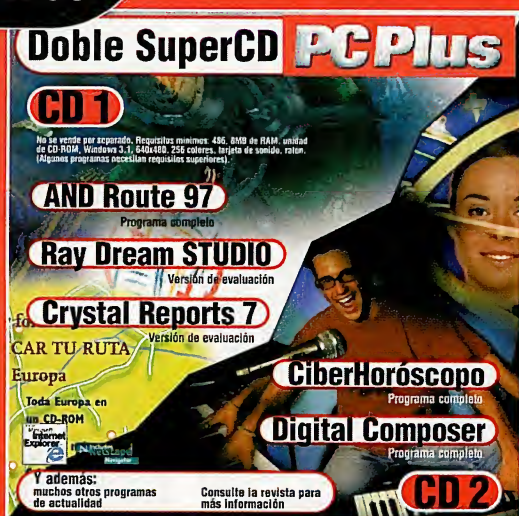 Doble SuperCD PC Plus
CD 1
No se vende por separado. Requisitos mínimos: 486, 8MB de RAM, unidad
de CD-ROM, Windows 3.1, 640x480, 256 colores, tarjeta de sonido, raton.
(Algunos programas necesitan requisitos superiores).
AND Route 97
Programa completo
Ray Dream STUDIO
Versión de evaluación
Crystal Reports 7
Versión de evaluación
CAR TU RUTA
Europa
Toda Europa en
un CD-ROM
Internet
Explorer
Netscape
Navigator
CiberHoróscopo
Programa completo
Digital Composer
Programa completo
Y además:
muchos otros programas
de actualidad
Consulte la revista para
más información
CD 2